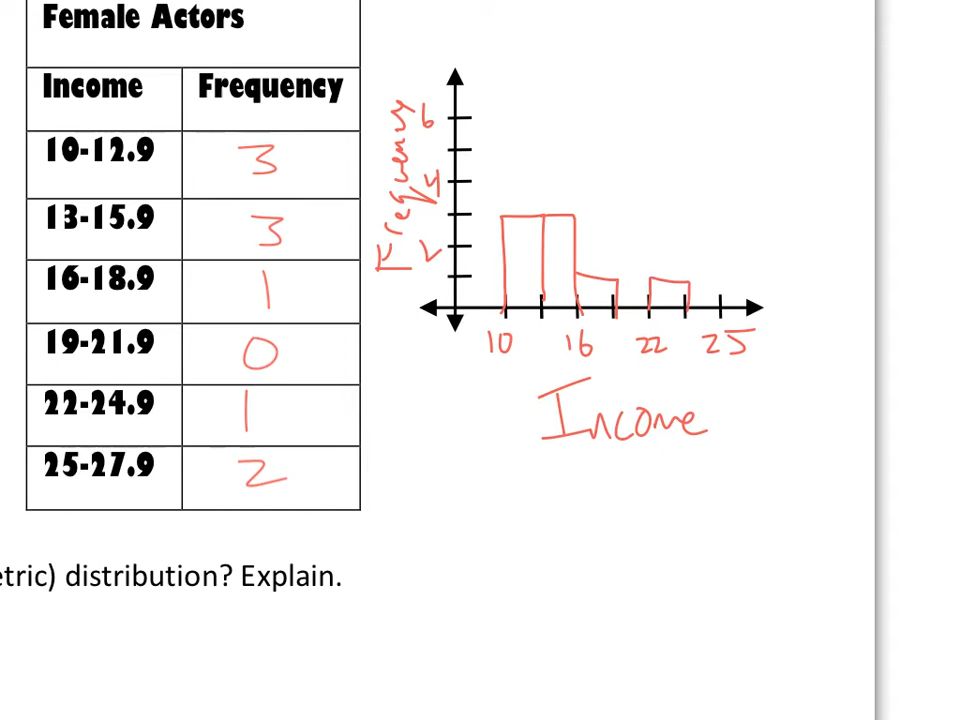 Female Actors
Income Frequency
10-12.9 3
13-15.9 3
16-18.9 1
19-21.9 0
22-24.9 1
25-27.9 2
Frequency
6
2
10 16 22 25
Income
etric) distribution? Explain.